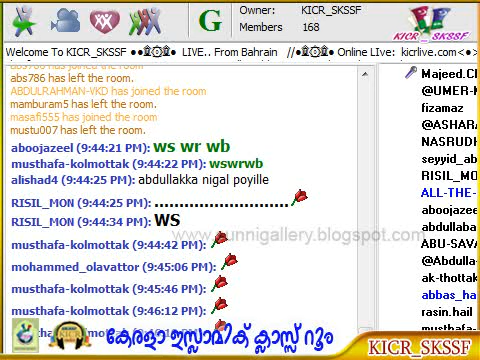 Owner: KICR_SKSSF
Members 168
KICR_SKSSF
Welcome To KICR_SKSSF LIVE.. From Bahrain //● Online Live: kicrlive.com<●>
has joined the room
abs786 has left the room.
ABDULRAHMAN-VKD has joined the room
mamburam5 has left the room.
masafi555 has joined the room
mustu007 has left the room.
aboojazeel (9:44:21 PM): ws wr wb
musthafa-kolmottak (9:44:22 PM): wswrwb
alishad4 (9:44:25 PM): abdullakka nigal poyille
RISIL_MON (9:44:25 PM): ..........................
RISIL_MON (9:44:34 PM): WS
www.sunnigallery.blogspot.com
musthafa-kolmottak (9:44:42 PM):
mohammed_olavattor (9:45:06 PM):
musthafa-kolmottak (9:45:46 PM):
musthafa-kolmottak (9:46:12 PM):
Majeed.C
@UMER-
fizamaz
@ASHARA
NASRUDH
seyyid_ab
RISIL_MO
ALL-THE-
aboojazee
abdullaba
ABU-SAVA
@Abdulla-
ak-thottak
abbas_ha
rasin.hail
musthafa-
കേരളാ ഇസ്ലാമിക് ക്ലാസ്സ് റൂം
KICR_SKSSF